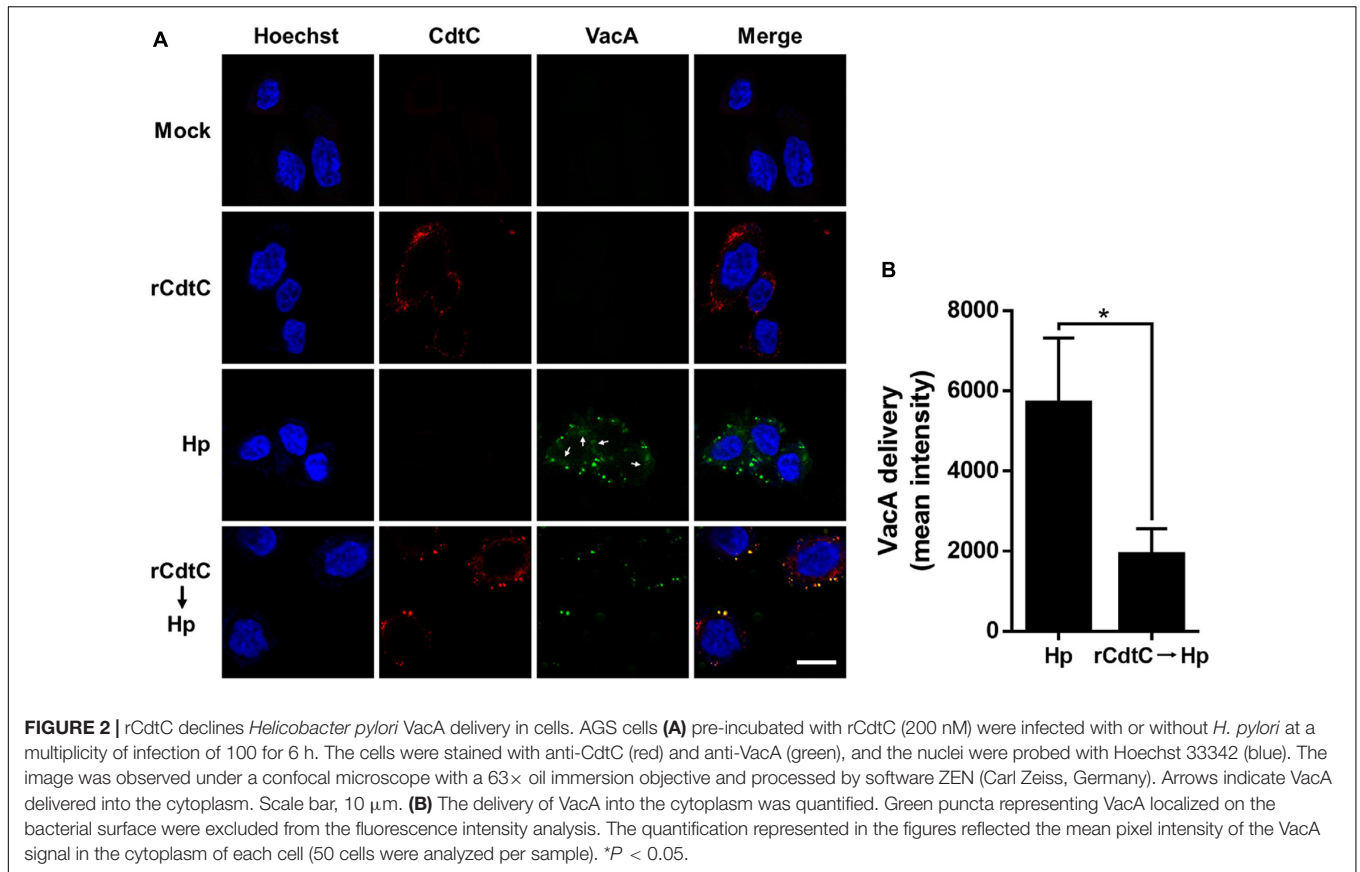 A
Hoechst CdtC VacA Merge
Mock
rCdtC
Hp
rCdtC
↓
Hp
B
VacA delivery
(mean intensity)
8000
6000
4000
2000
0
*
Hp rCdtC → Hp
FIGURE 2 | rCdtC declines Helicobacter pylori VacA delivery in cells. AGS cells (A) pre-incubated with rCdtC (200 nM) were infected with or without H. pylori at a
multiplicity of infection of 100 for 6 h. The cells were stained with anti-CdtC (red) and anti-VacA (green), and the nuclei were probed with Hoechst 33342 (blue). The
image was observed under a confocal microscope with a 63× oil immersion objective and processed by software ZEN (Carl Zeiss, Germany). Arrows indicate VacA
delivered into the cytoplasm. Scale bar, 10 μm. (B) The delivery of VacA into the cytoplasm was quantified. Green puncta representing VacA localized on the
bacterial surface were excluded from the fluorescence intensity analysis. The quantification represented in the figures reflected the mean pixel intensity of the VacA
signal in the cytoplasm of each cell (50 cells were analyzed per sample). *P < 0.05.